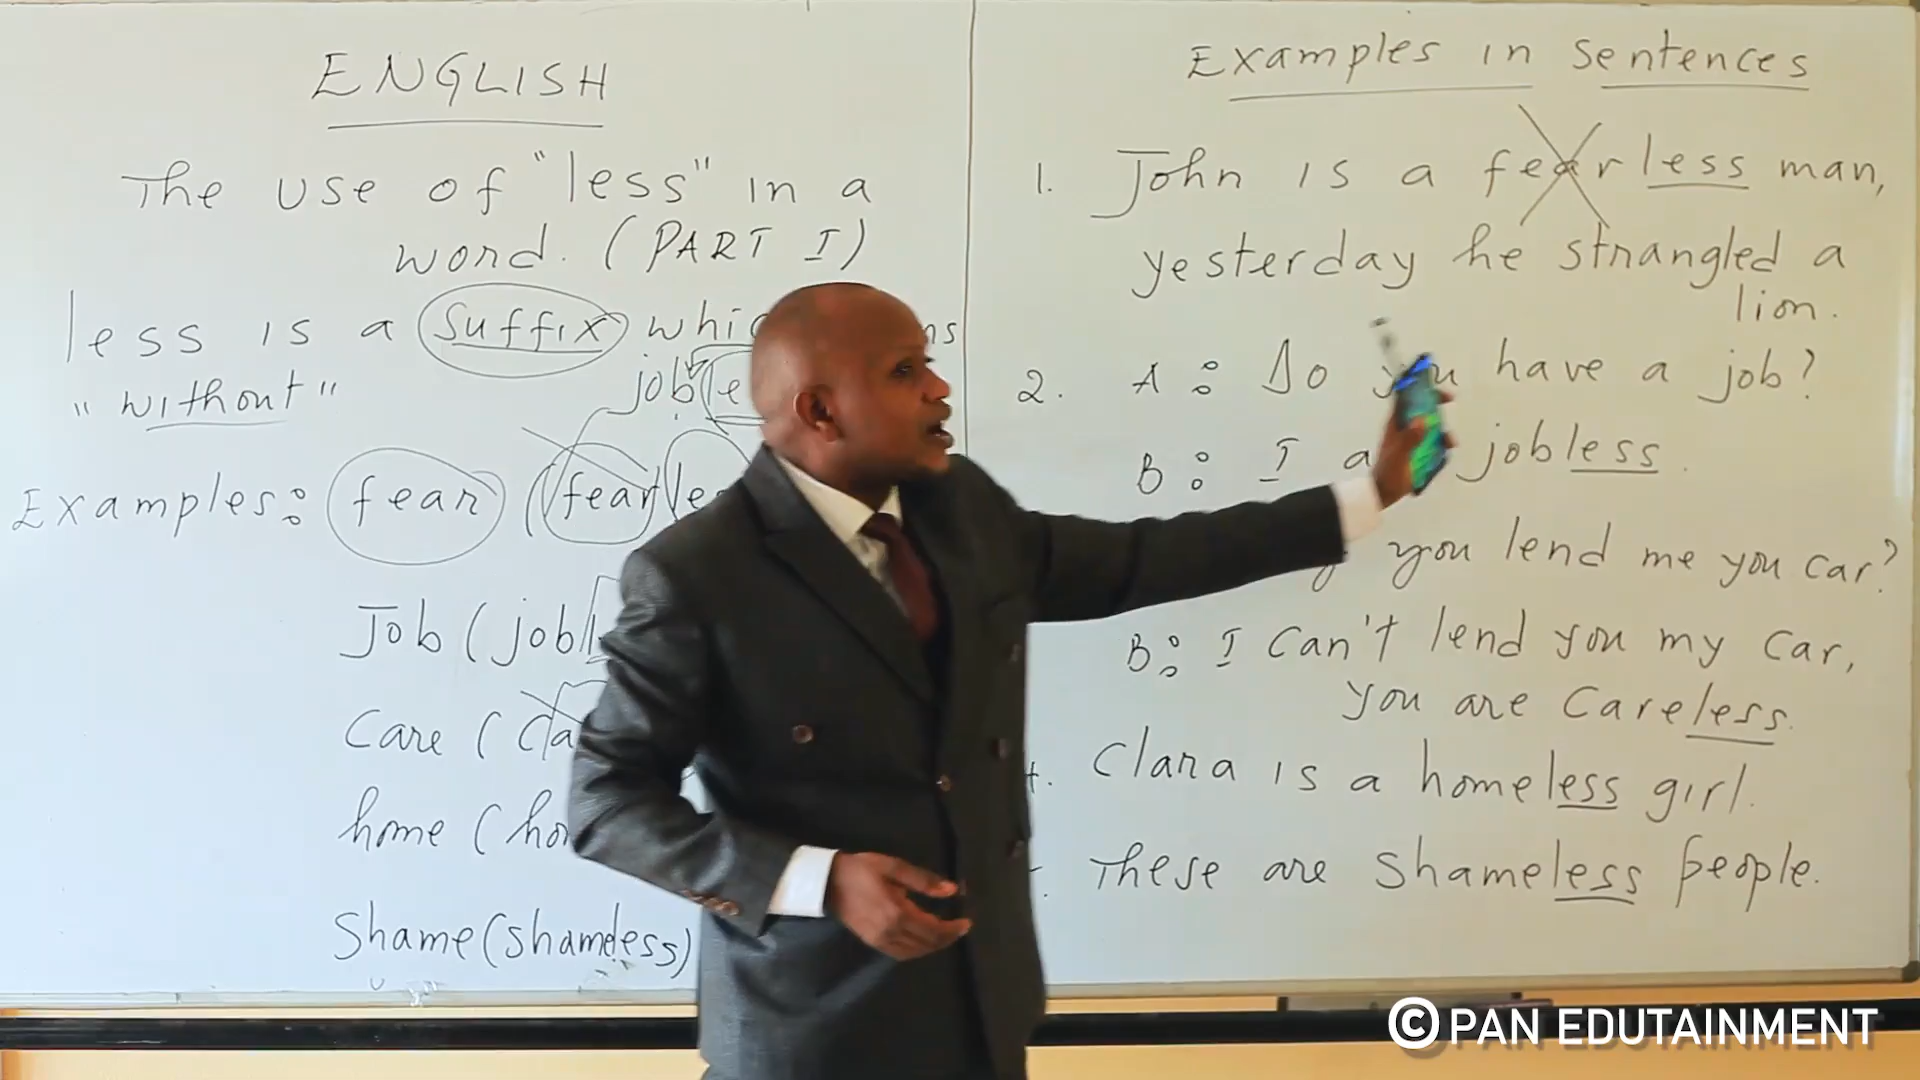 ENGLISH
The use of "less" in a
word. (PART I)
less is a suffix
"without"
job
Examples: fear (fear
Job (job
Care (
home (
Shame (shameless)
Examples in Sentences
1. John is a fearless man,
yesterday he strangled a
lion.
2. A: Do you have a job?
B: I jobless.
you lend me you car?
B: I can't lend you my car,
you are careless.
Clara is a homeless girl.
These are shameless people.
© PAN EDUTAINMENT